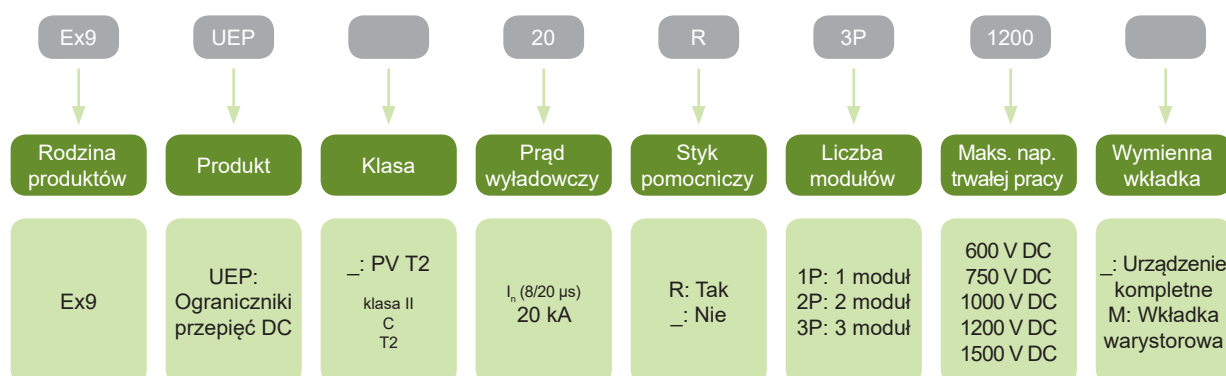 Ex9
UEP
20
R
3P
1200
Rodzina
produktów
Produkt
Klasa
Prąd
wyładowczy
Styk
pomocniczy
Liczba
modułów
Maks. nap.
trwałej pracy
Wymienna
wkładka
Ex9
UEP:
Ograniczniki
przepięć DC
_: PV T2
klasa II
C
T2
In (8/20 µs)
20 kA
R: Tak
_: Nie
1P: 1 moduł
2P: 2 moduł
3P: 3 moduł
600 V DC
750 V DC
1000 V DC
1200 V DC
1500 V DC
_: Urządzenie
kompletne
M: Wkładka
warystorowa